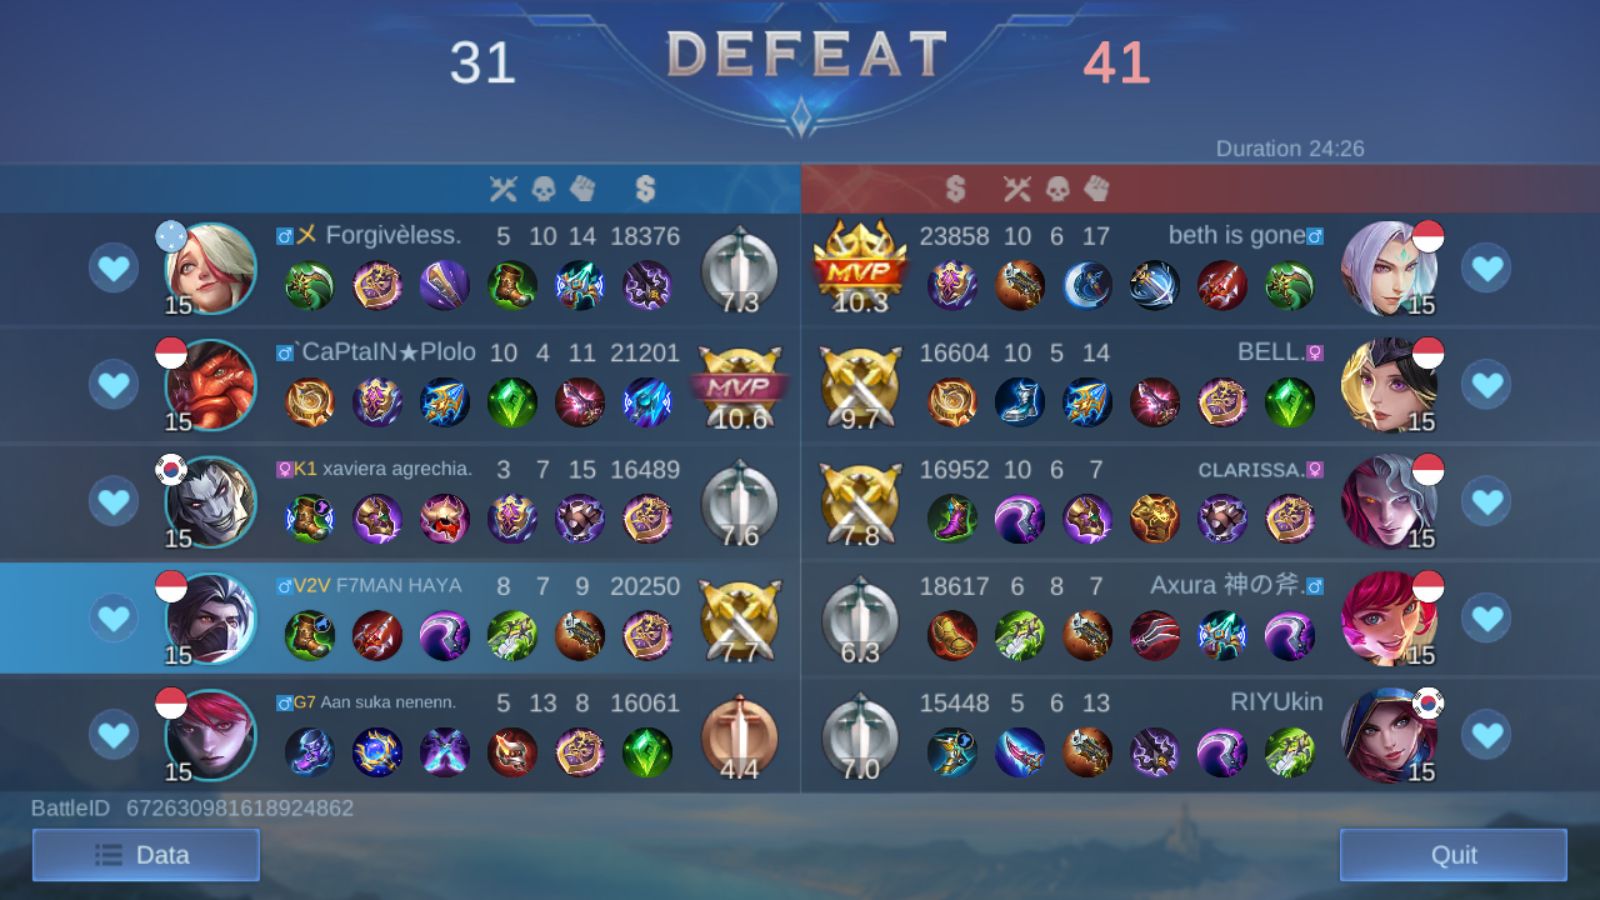 31 DEFEAT 41
Duration 24:26
メ Forgivèless. 5 10 14 18376
15 7.3
MVP 23858 10 6 17 beth is gone
10.3 15
`CaPtaIN★Plolo 10 4 11 21201
15 MVP 10.6
16604 10 5 14 BELL.
9.7 15
K1 xaviera agrechia. 3 7 15 16489
15 7.6
16952 10 6 7 CLARISSA.
7.8 15
V2V F7MAN HAYA 8 7 9 20250
15 7.7
18617 6 8 7 Axura 神の斧.
6.3 15
G7 Aan suka nenenn. 5 13 8 16061
15 4.4
15448 5 6 13 RIYUkin
7.0 15
BattleID 672630981618924862
Data
Quit